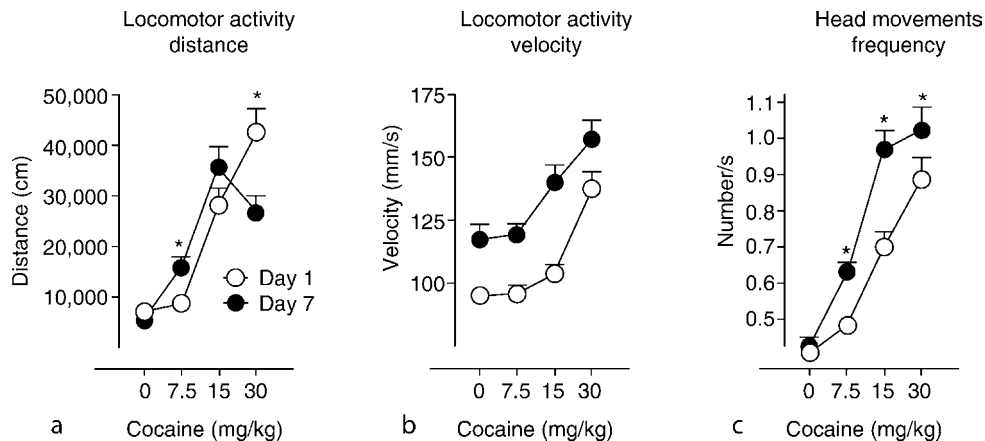 Locomotor activity
distance
50,000
40,000
30,000
20,000
10,000
Distance (cm)
*
*
Day 1
Day 7
0 7.5 15 30
a Cocaine (mg/kg)
Locomotor activity
velocity
175
150
125
100
Velocity (mm/s)
0 7.5 15 30
b Cocaine (mg/kg)
Head movements
frequency
1.1
1.0
0.9
0.8
0.7
0.6
0.5
Number/s
*
*
*
0 7.5 15 30
c Cocaine (mg/kg)